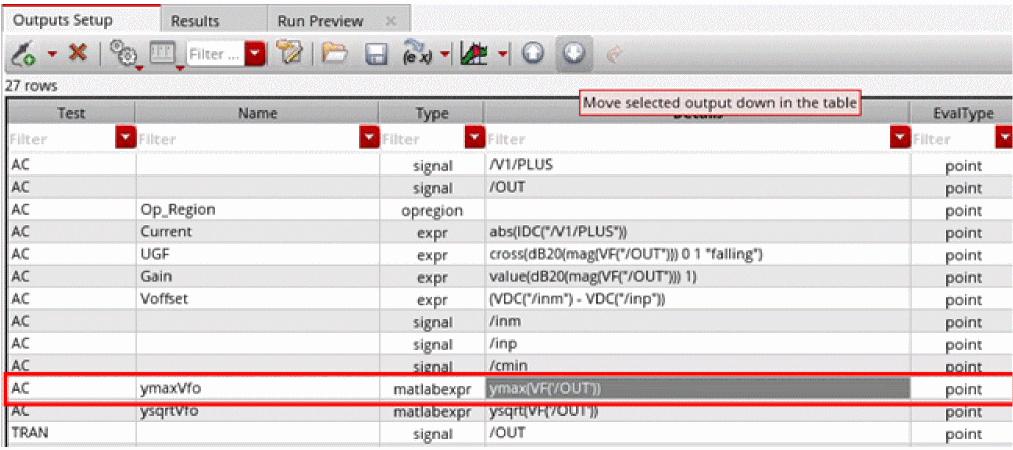 Outputs Setup Results Run Preview
Filter ... (e x)
27 rows
Move selected output down in the table
Test Name Type Details EvalType
Filter Filter Filter Filter Filter
AC signal /V1/PLUS point
AC signal /OUT point
AC Op_Region opregion point
AC Current expr abs(IDC("/V1/PLUS")) point
AC UGF expr cross(dB20(mag(VF("/OUT"))) 0 1 "falling") point
AC Gain expr value(dB20(mag(VF("/OUT"))) 1) point
AC Voffset expr (VDC("/inm") - VDC("/inp")) point
AC signal /inm point
AC signal /inp point
AC signal /cmin point
AC ymaxVfo matlabexpr ymax(VF('/OUT')) point
AC ysqrtVfo matlabexpr ysqrt(VF('/OUT')) point
TRAN signal /OUT point